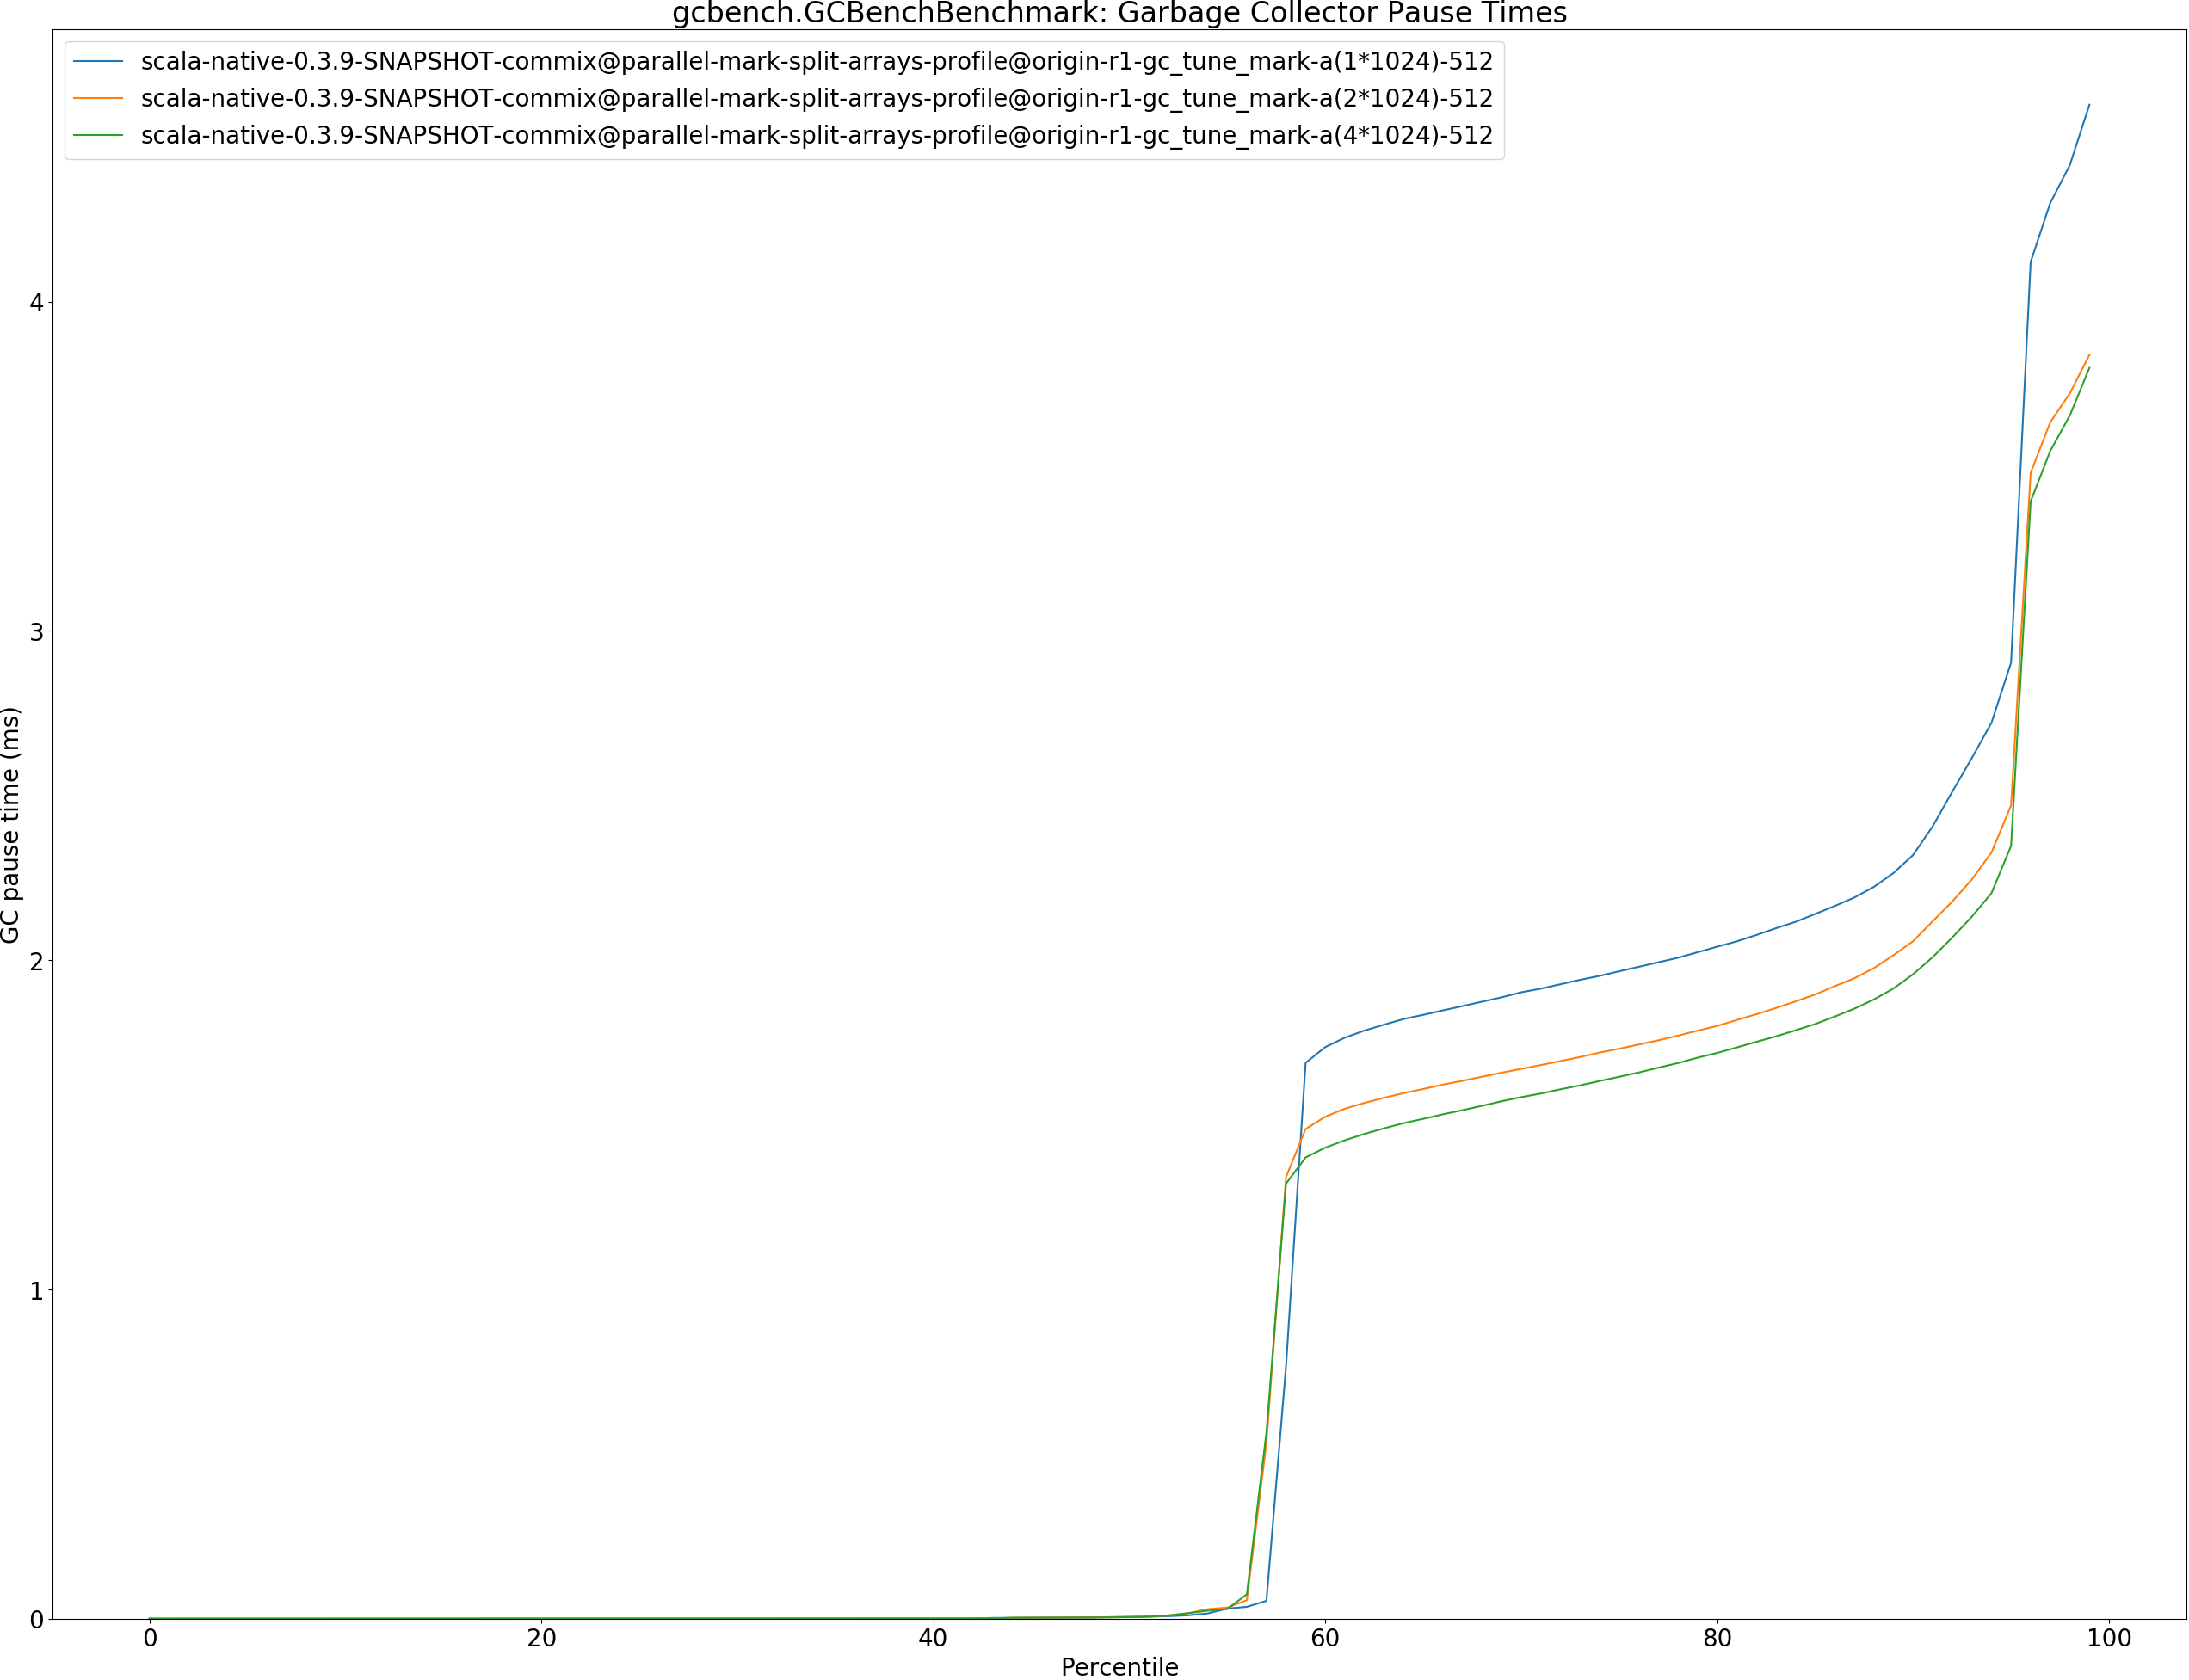 gcbench.GCBenchBenchmark: Garbage Collector Pause Times
scala-native-0.3.9-SNAPSHOT-commix@parallel-mark-split-arrays-profile@origin-r1-gc_tune_mark-a(1*1024)-512
scala-native-0.3.9-SNAPSHOT-commix@parallel-mark-split-arrays-profile@origin-r1-gc_tune_mark-a(2*1024)-512
scala-native-0.3.9-SNAPSHOT-commix@parallel-mark-split-arrays-profile@origin-r1-gc_tune_mark-a(4*1024)-512
4
3
2
1
0
GC pause time (ms)
0 20 40 60 80 100
Percentile